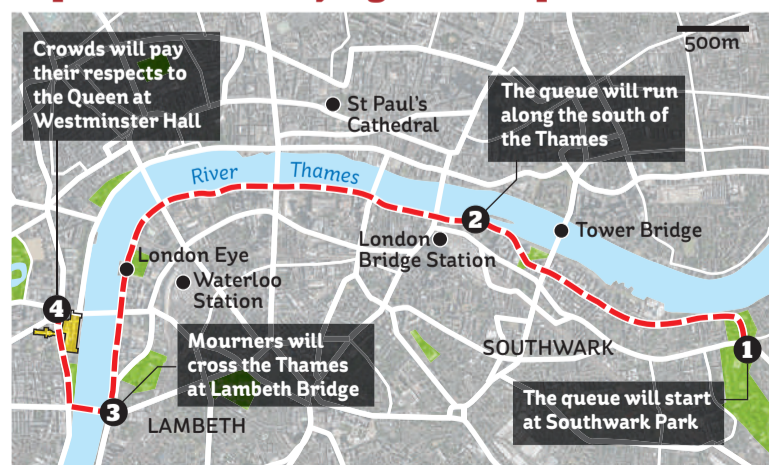 Crowds will pay
their respects to
the Queen at
Westminster Hall
500m
St Paul's
Cathedral
The queue will run
along the south of
the Thames
River Thames
2
Tower Bridge
London
Bridge Station
London Eye
Waterloo
Station
4
Mourners will
cross the Thames
at Lambeth Bridge
SOUTHWARK
1
The queue will start
at Southwark Park
3
LAMBETH